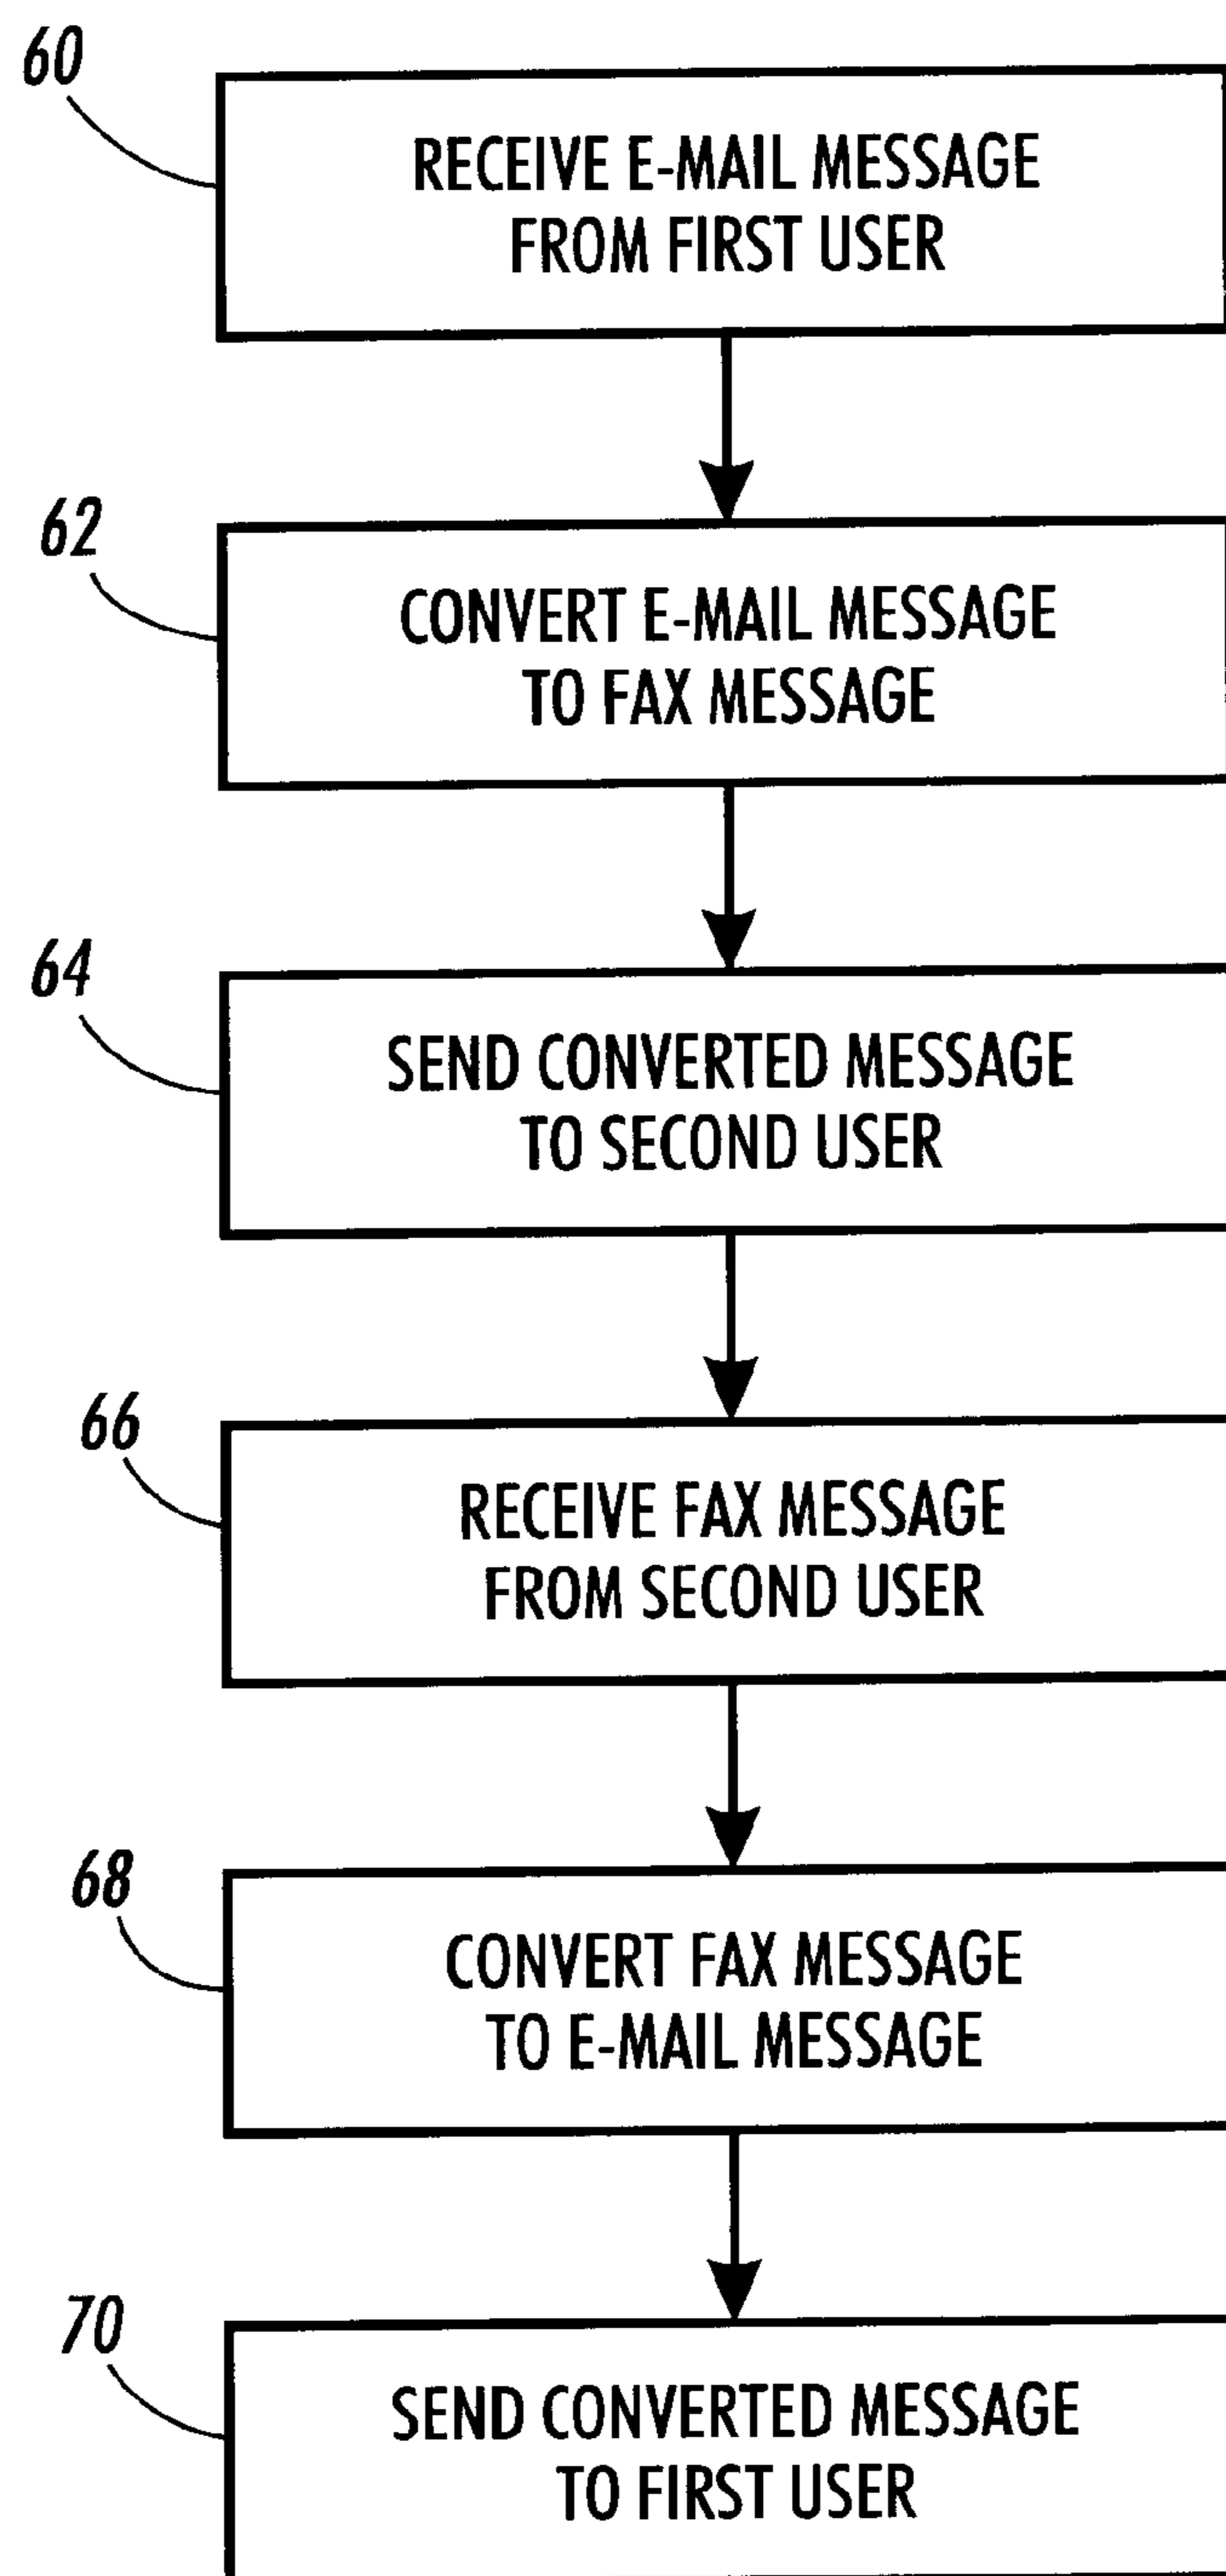 60
RECEIVE E-MAIL MESSAGE
FROM FIRST USER
62
CONVERT E-MAIL MESSAGE
TO FAX MESSAGE
64
SEND CONVERTED MESSAGE
TO SECOND USER
66
RECEIVE FAX MESSAGE
FROM SECOND USER
68
CONVERT FAX MESSAGE
TO E-MAIL MESSAGE
70
SEND CONVERTED MESSAGE
TO FIRST USER